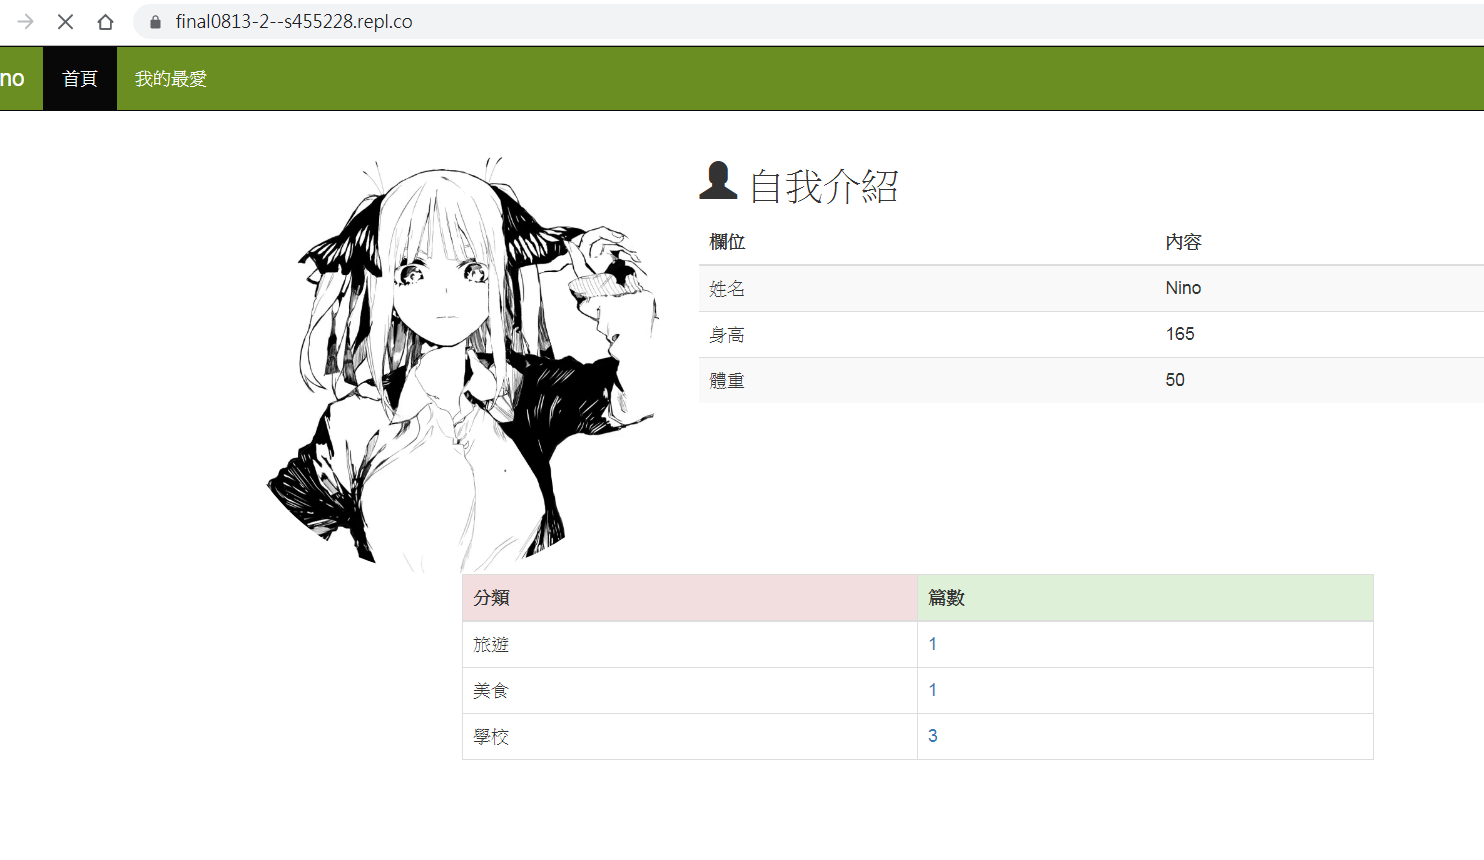 final0813-2--s455228.repl.co
no 首頁 我的最愛
自我介紹
欄位 內容
姓名 Nino
身高 165
體重 50
分類 篇數
旅遊 1
美食 1
學校 3